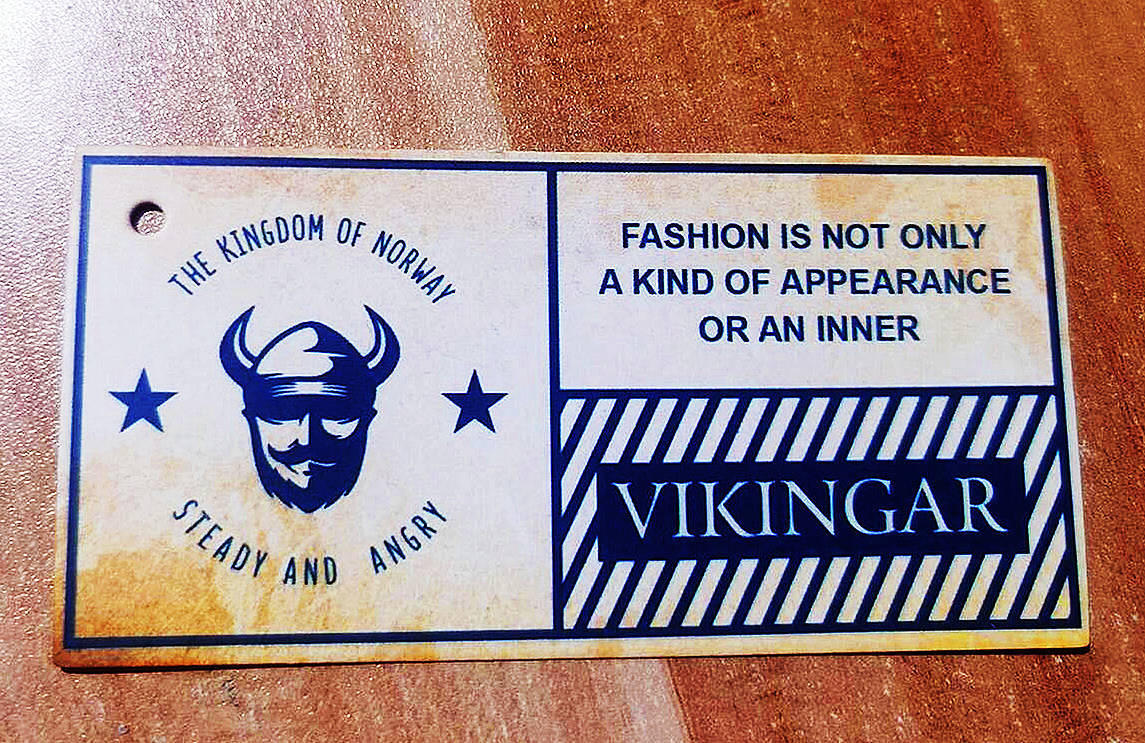 THE KINGDOM OF NORWAY
STEADY AND ANGRY
FASHION IS NOT ONLY
A KIND OF APPEARANCE
OR AN INNER
VIKINGAR